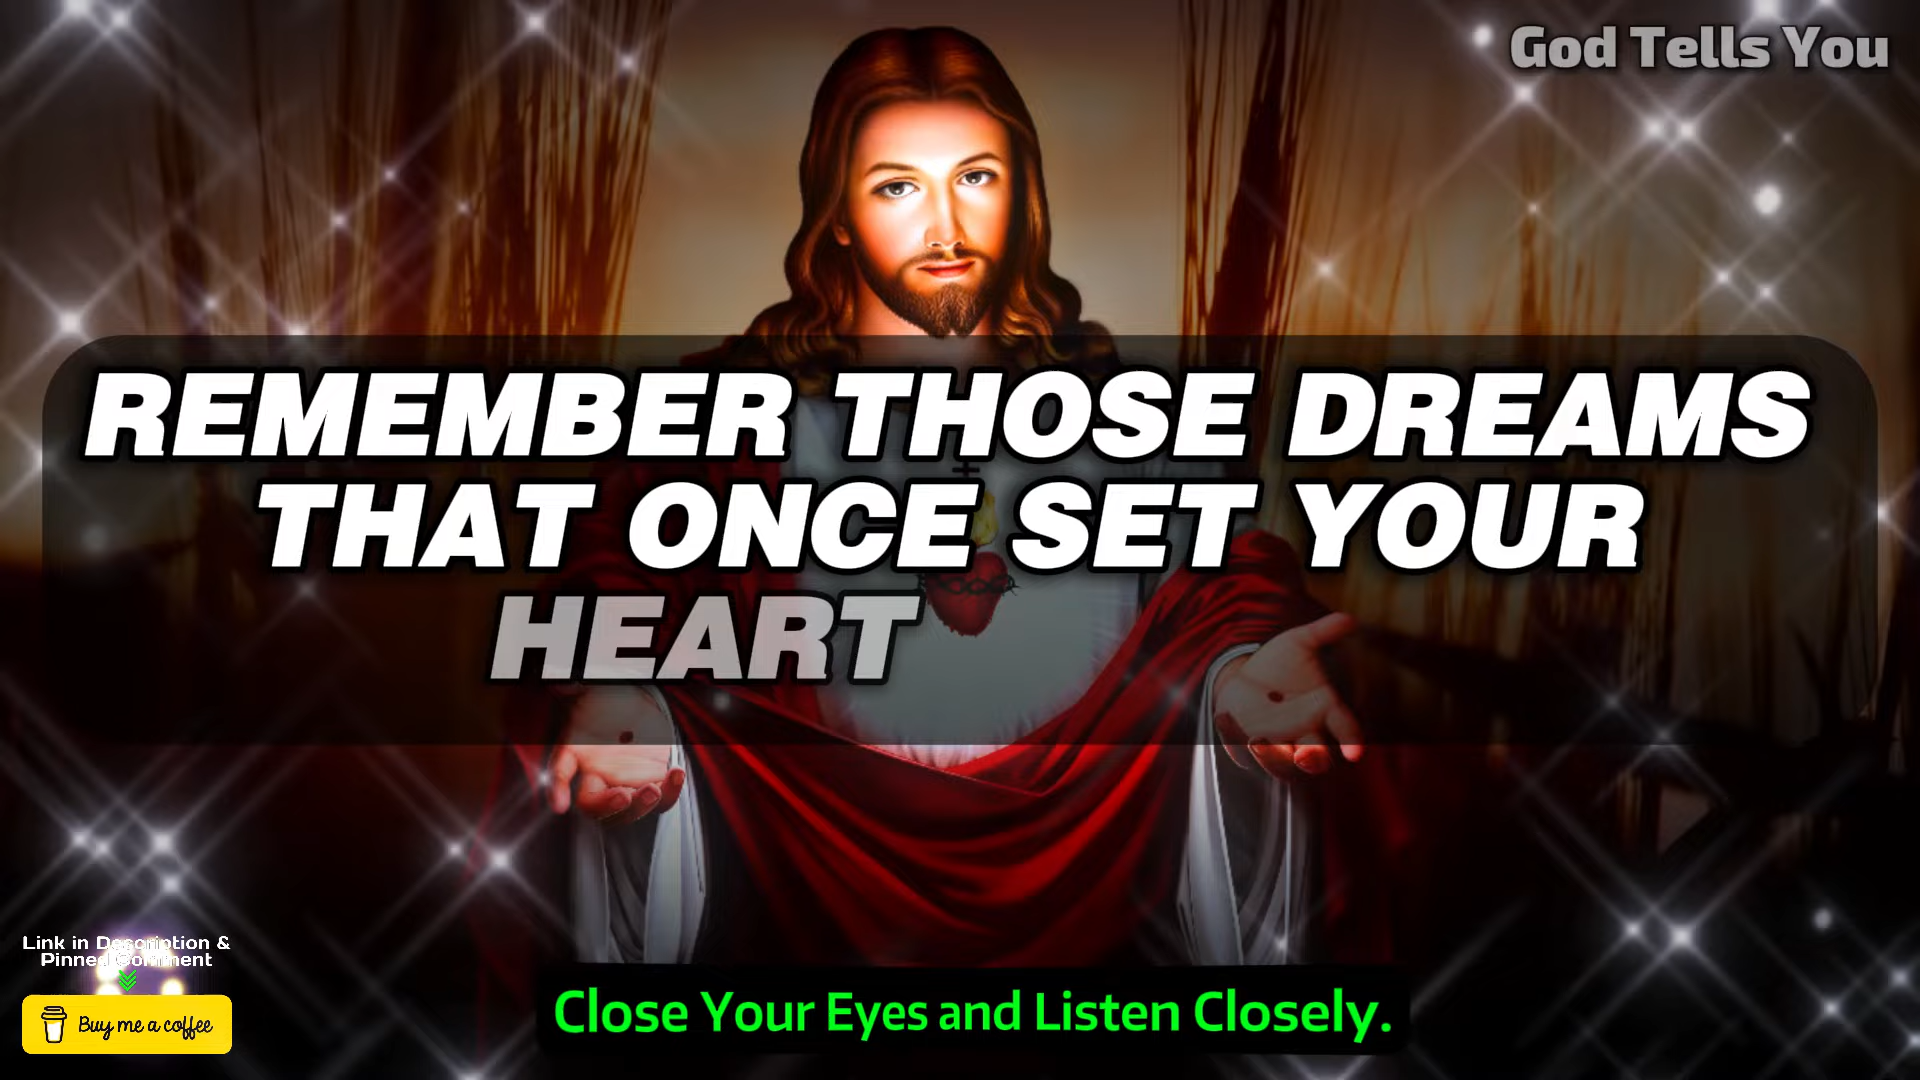 God Tells You
REMEMBER THOSE DREAMS
THAT ONCE SET YOUR
HEART
Link in Description &
Pinned Comment
Buy me a coffee
Close Your Eyes and Listen Closely.